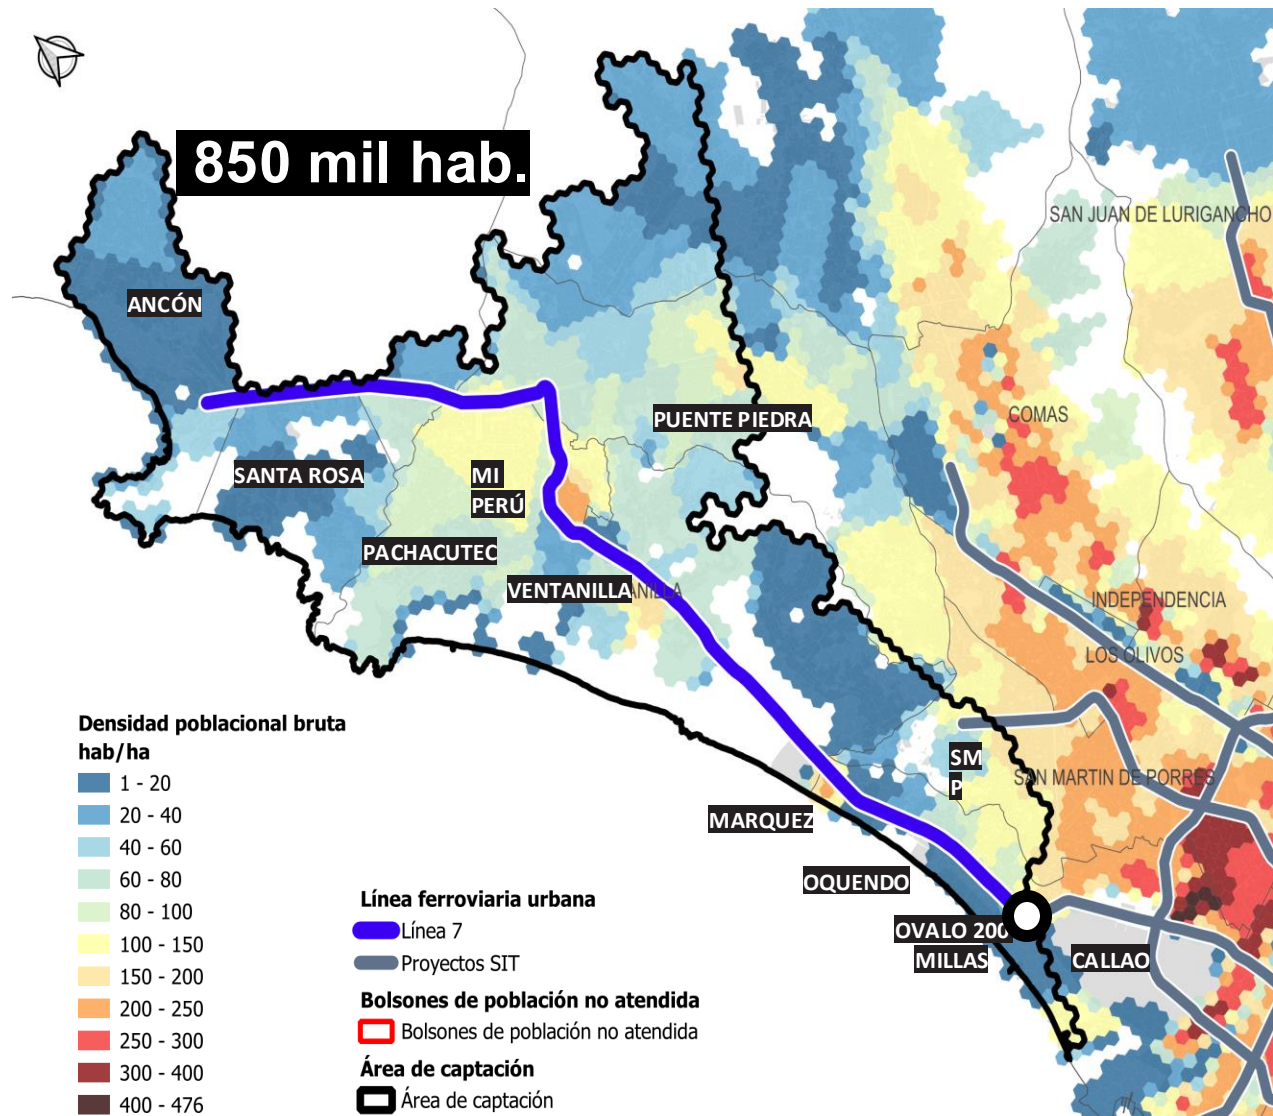 850 mil hab.
SAN JUAN DE LURIGANCHO
ANCÓN
COMAS
PUENTE PIEDRA
SANTA ROSA
MI
PERÚ
PACHACUTEC
VENTANILLA
ANILLA
INDEPENDENCIA
LOS OLIVOS
SM
P
SAN MARTIN DE PORRES
MARQUEZ
OQUENDO
OVALO 200
MILLAS
CALLAO
Densidad poblacional bruta
hab/ha
1 - 20
20 - 40
40 - 60
60 - 80
80 - 100
100 - 150
150 - 200
200 - 250
250 - 300
300 - 400
400 - 476
Línea ferroviaria urbana
Línea 7
Proyectos SIT
Bolsones de población no atendida
Bolsones de población no atendida
Área de captación
Área de captación